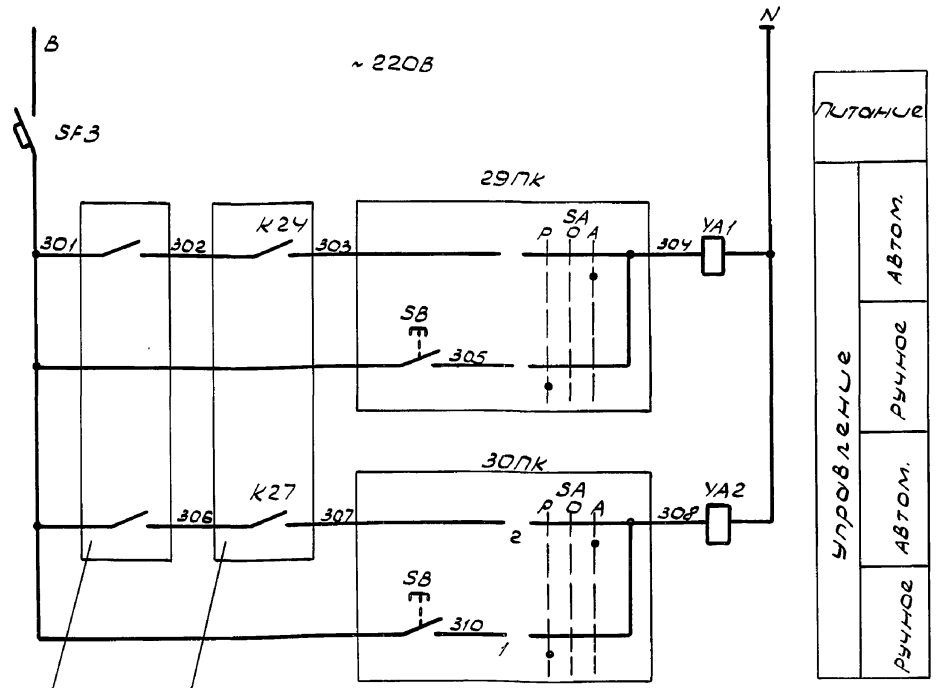 В
N
~ 220В
SF3
Питание
29ПК
К24
SA
Р О А
301
302
303
304
YA1
Автом.
SB
305
Ручное
Управление
30ПК
К27
SA
Р О А
306
307
2
308
YA2
Автом.
SB
310
1
Ручное